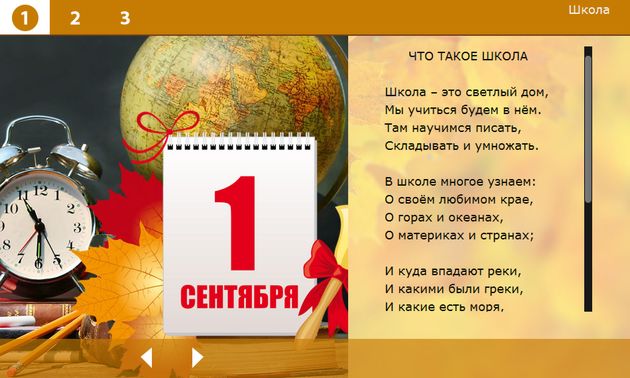 1 2 3
Школа
1
СЕНТЯБРЯ
ЧТО ТАКОЕ ШКОЛА
Школа – это светлый дом,
Мы учиться будем в нём.
Там научимся писать,
Складывать и умножать.
В школе многое узнаем:
О своём любимом крае,
О горах и океанах,
О материках и странах;
И куда впадают реки,
И какими были греки,
И какие есть моря,